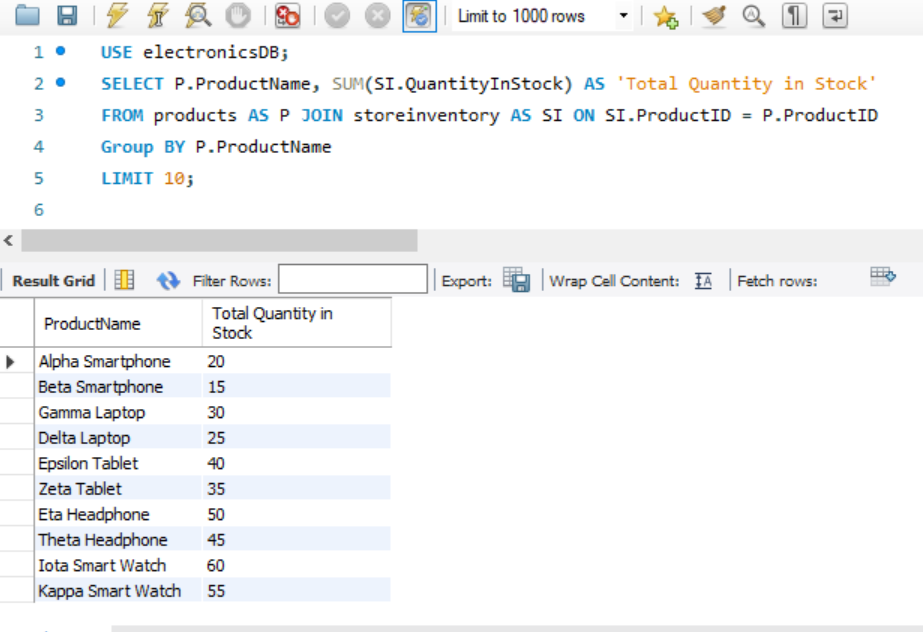 Limit to 1000 rows
1 USE electronicsDB;
2 SELECT P.ProductName, SUM(SI.QuantityInStock) AS 'Total Quantity in Stock'
3 FROM products AS P JOIN storeinventory AS SI ON SI.ProductID = P.ProductID
4 Group BY P.ProductName
5 LIMIT 10;
6
Result Grid Filter Rows: Export: Wrap Cell Content: IA Fetch rows:
ProductName Total Quantity in
Stock
Alpha Smartphone 20
Beta Smartphone 15
Gamma Laptop 30
Delta Laptop 25
Epsilon Tablet 40
Zeta Tablet 35
Eta Headphone 50
Theta Headphone 45
Iota Smart Watch 60
Kappa Smart Watch 55